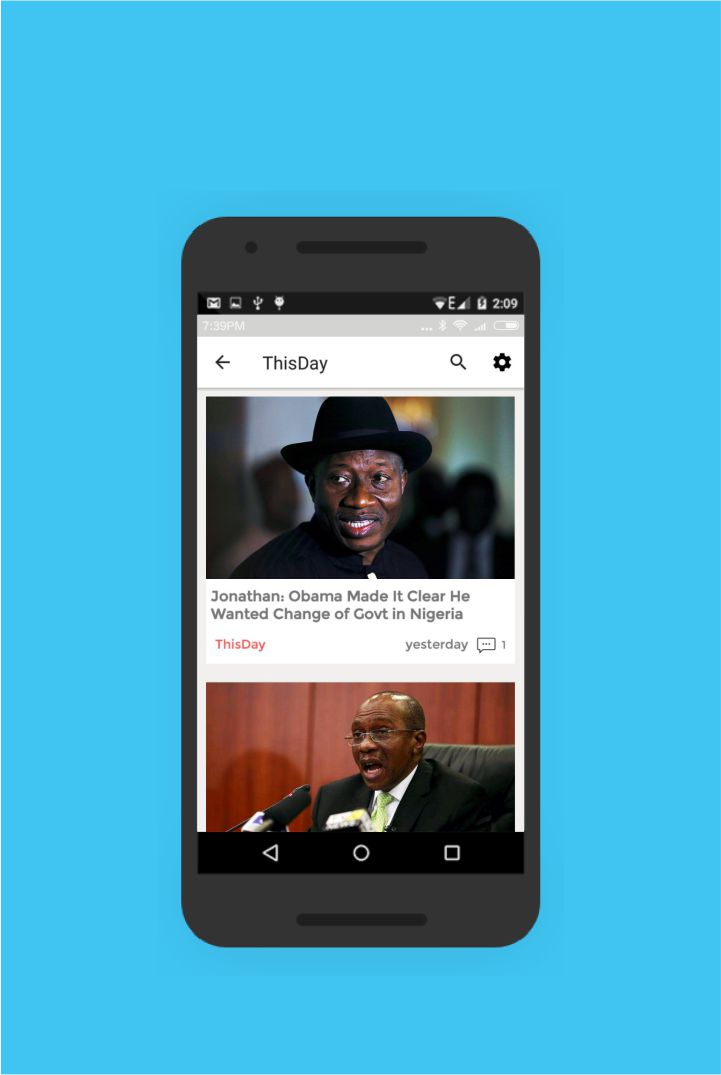 E 2:09
7:39PM
ThisDay
Jonathan: Obama Made It Clear He
Wanted Change of Govt in Nigeria
ThisDay yesterday 1